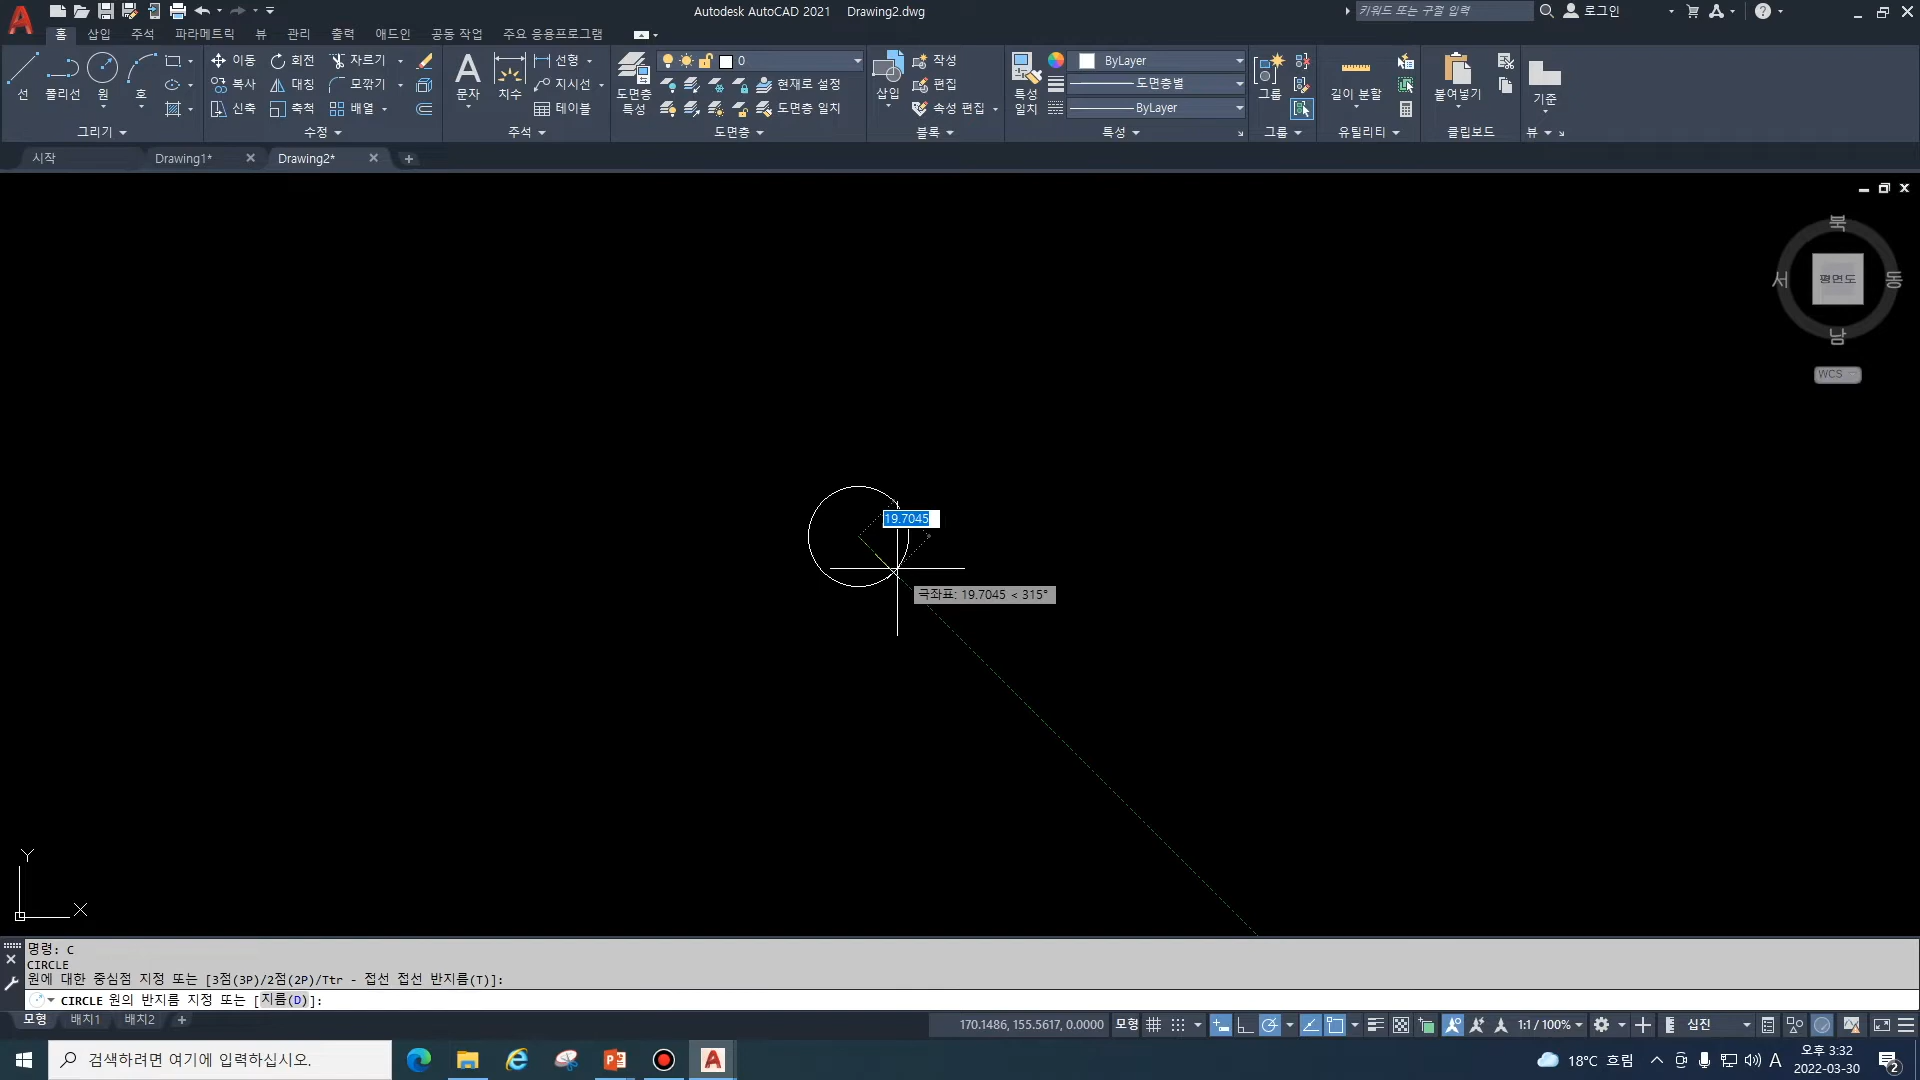 Autodesk AutoCAD 2021 Drawing2.dwg
키워드 또는 구절 입력
로그인
홈 삽입 주석 파라메트릭 뷰 관리 출력 애드인 공동 작업 주요 응용프로그램
선 폴리선 원 호
그리기
이동 회전 자르기
복사 대칭 모깎기
신축 축척 배열
수정
문자 치수
선형
지시선
테이블
주석
도면층 특성
0
현재로 설정
도면층 일치
도면층
삽입
작성
편집
속성 편집
블록
특성 일치
ByLayer
도면층별
ByLayer
특성
그룹
그룹
길이 분할
유틸리티
붙여넣기
클립보드
기준
뷰
시작 Drawing1* Drawing2*
북
서 평면도 동
남
WCS
19.7045
극좌표: 19.7045 < 315°
Y
X
명령: C
CIRCLE
원에 대한 중심점 지정 또는 [3점(3P)/2점(2P)/Ttr - 접선 접선 반지름(T)]:
CIRCLE 원의 반지름 지정 또는 [지름(D)]:
모형 배치1 배치2
170.1486, 155.5617, 0.0000 모형 1:1 / 100% 십진
검색하려면 여기에 입력하십시오.
18°C 흐림
A
오후 3:32
2022-03-30
2